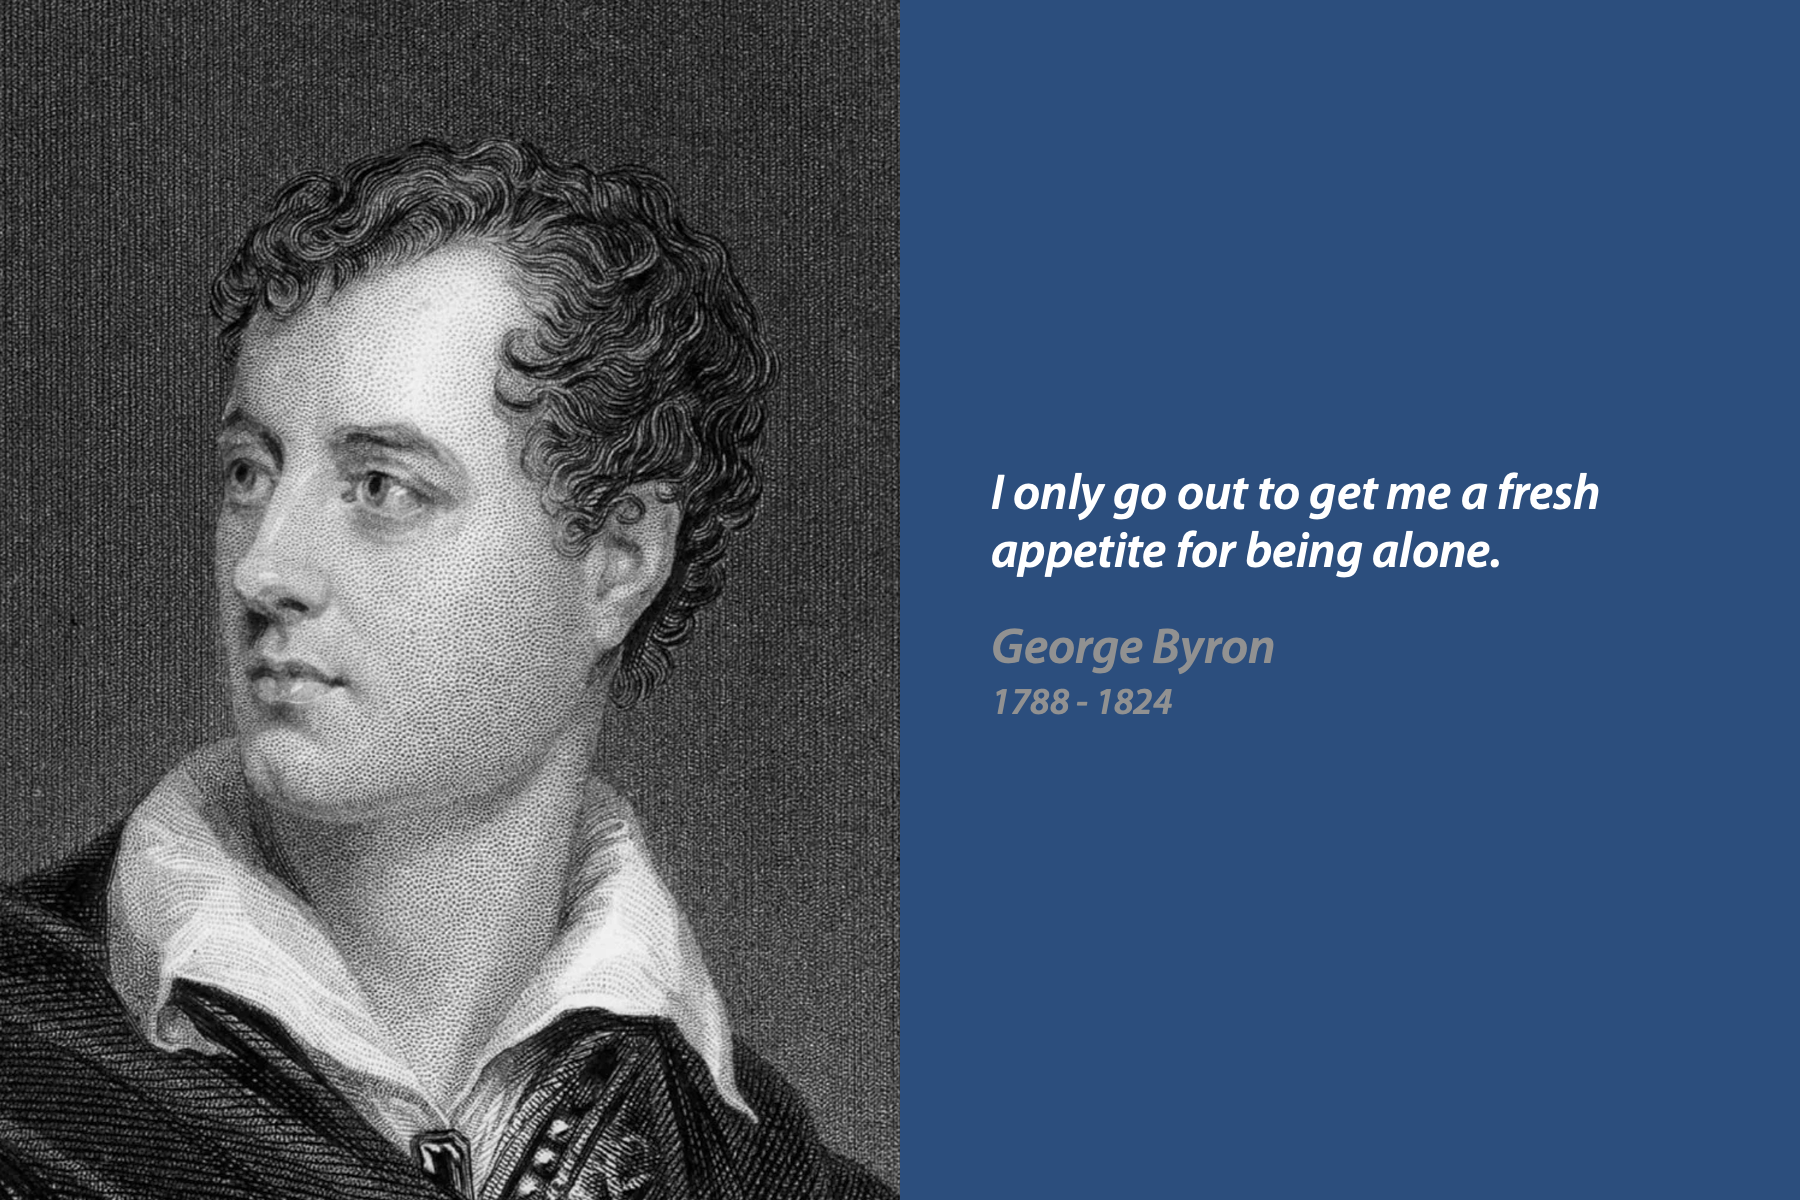 I only go out to get me a fresh
appetite for being alone.
George Byron
1788 - 1824